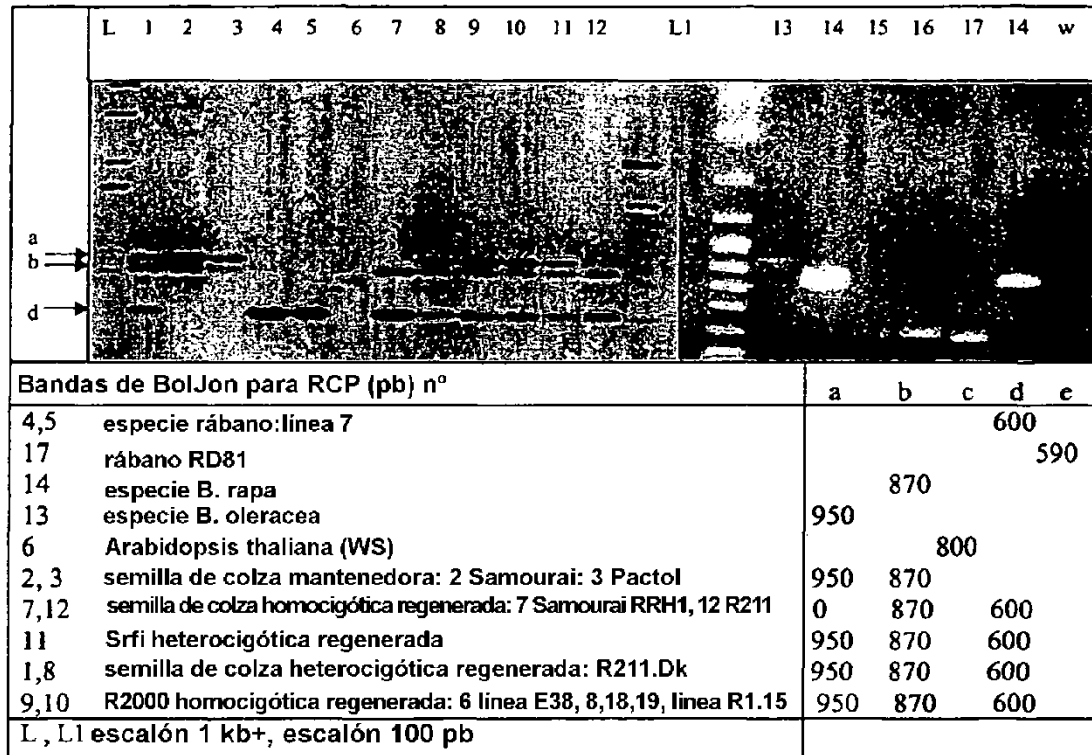 L 1 2 3 4 5 6 7 8 9 10 11 12 L1 13 14 15 16 17 14 w
a
b
d
Bandas de BolJon para RCP (pb) nº a b c d e
4,5 especie rábano:línea 7 600
17 rábano RD81 590
14 especie B. rapa 870
13 especie B. oleracea 950
6 Arabidopsis thaliana (WS) 800
2, 3 semilla de colza mantenedora: 2 Samourai: 3 Pactol 950 870
7,12 semilla de colza homocigótica regenerada: 7 Samourai RRH1, 12 R211 0 870 600
11 Srfi heterocigótica regenerada 950 870 600
1,8 semilla de colza heterocigótica regenerada: R211.Dk 950 870 600
9,10 R2000 homocigótica regenerada: 6 línea E38, 8,18,19, linea R1.15 950 870 600
L , L1 escalón 1 kb+, escalón 100 pb